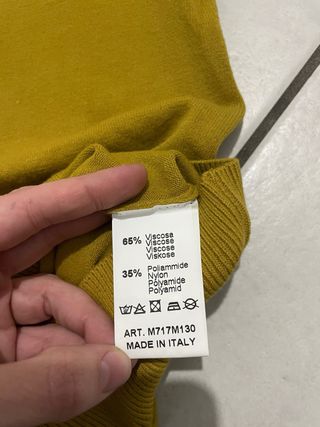 65% Viscosa
Viscose
Viscose
Viskose
35% Poliammide
Nylon
Polyamide
Polyamid
ART. M717M130
MADE IN ITALY